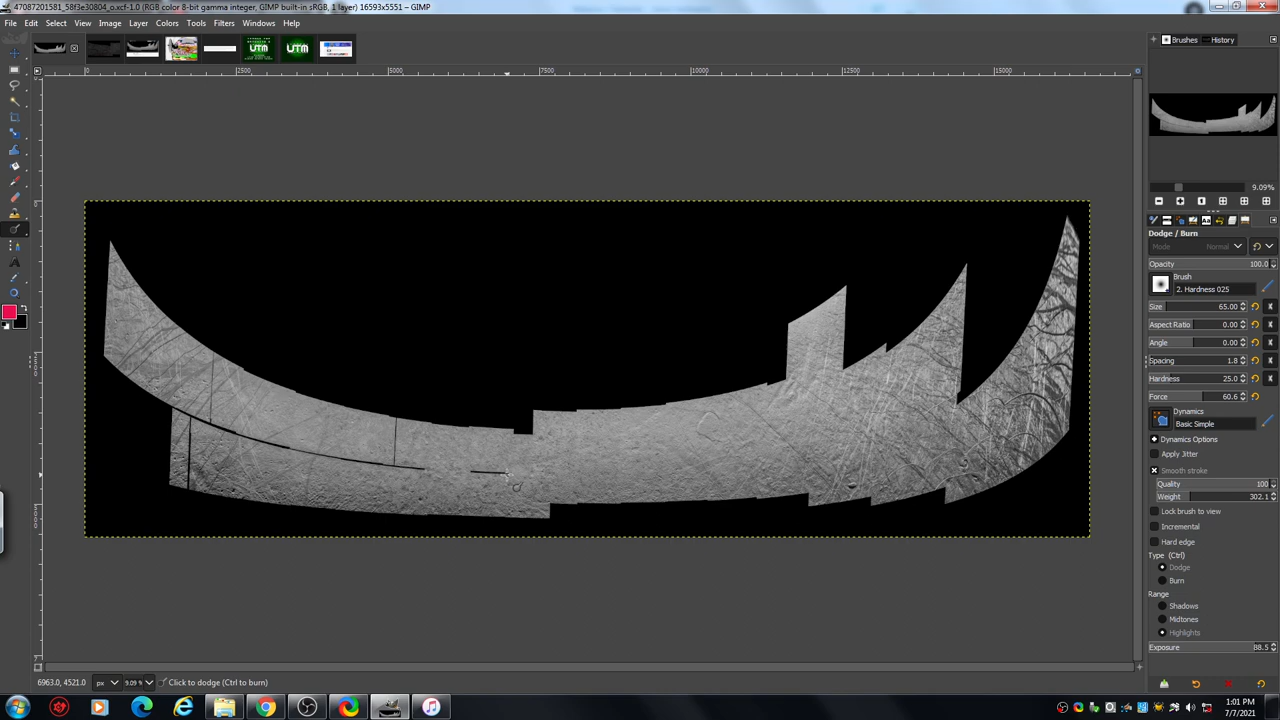 47087201581_58f3e30804_o.xcf-1.0 (RGB color 8-bit gamma integer, GIMP built-in sRGB, 1 layer) 16593x5551 – GIMP
File Edit Select View Image Layer Colors Tools Filters Windows Help
UTM UTM
Brushes History
0 2500 5000 7500 10000 12500 15000
9.09%
Dodge / Burn
Mode Normal
Opacity 100.0
Brush
2. Hardness 025
Size 65.00
Aspect Ratio 0.00
Angle 0.00
Spacing 1.8
Hardness 25.0
Force 60.6
Dynamics
Basic Simple
Dynamics Options
Apply Jitter
Smooth stroke
Quality 100
Weight 302.1
Lock brush to view
Incremental
Hard edge
Type (Ctrl)
Dodge
Burn
Range
Shadows
Midtones
Highlights
Exposure 88.5
6963.0, 4521.0 px 9.09 % Click to dodge (Ctrl to burn)
1:01 PM
7/7/2021